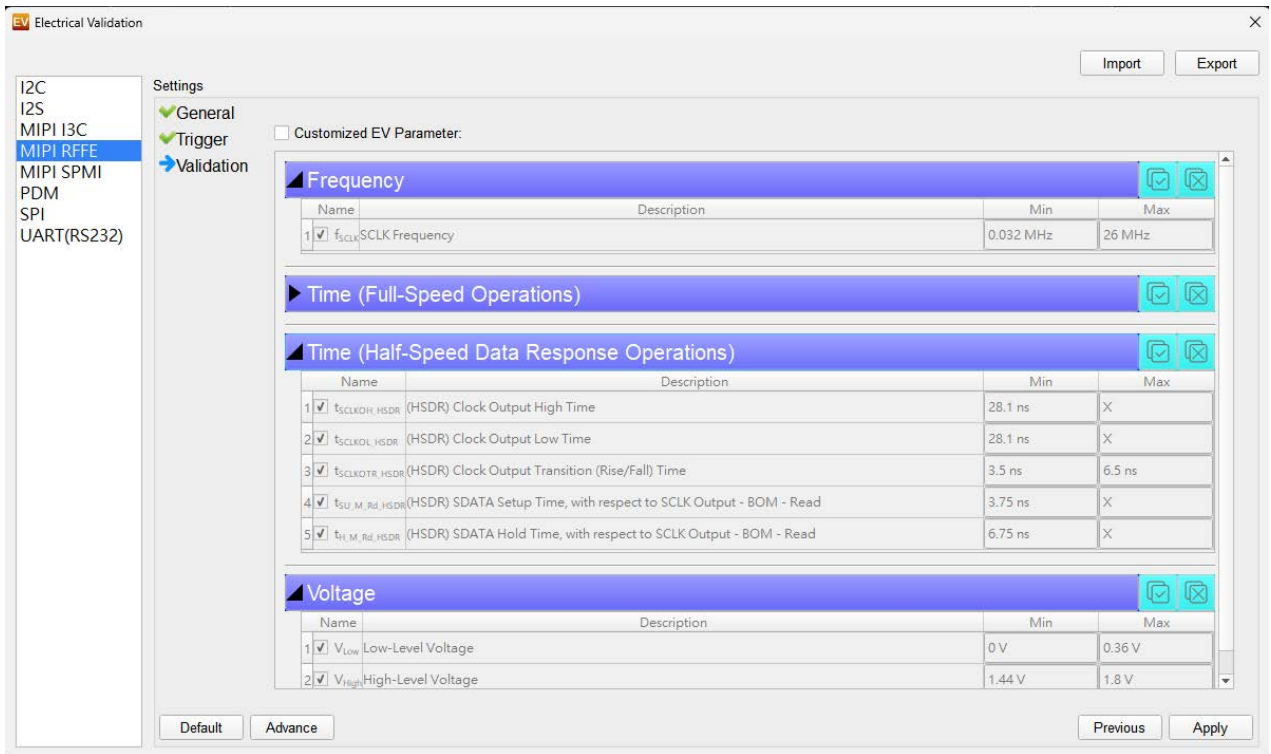 EV Electrical Validation
Import Export
I2C
I2S
MIPI I3C
MIPI RFFE
MIPI SPMI
PDM
SPI
UART(RS232)
Settings
General
Trigger
Validation
Customized EV Parameter:
Frequency
Name Description Min Max
1 fSCLK SCLK Frequency 0.032 MHz 26 MHz
Time (Full-Speed Operations)
Time (Half-Speed Data Response Operations)
Name Description Min Max
1 tSCLKOH_HSDR (HSDR) Clock Output High Time 28.1 ns X
2 tSCLKOL_HSDR (HSDR) Clock Output Low Time 28.1 ns X
3 tSCLKOTR_HSDR (HSDR) Clock Output Transition (Rise/Fall) Time 3.5 ns 6.5 ns
4 tSU_M_Rd_HSDR (HSDR) SDATA Setup Time, with respect to SCLK Output - BOM - Read 3.75 ns X
5 tH_M_Rd_HSDR (HSDR) SDATA Hold Time, with respect to SCLK Output - BOM - Read 6.75 ns X
Voltage
Name Description Min Max
1 VLow Low-Level Voltage 0 V 0.36 V
2 VHigh High-Level Voltage 1.44 V 1.8 V
Default Advance Previous Apply